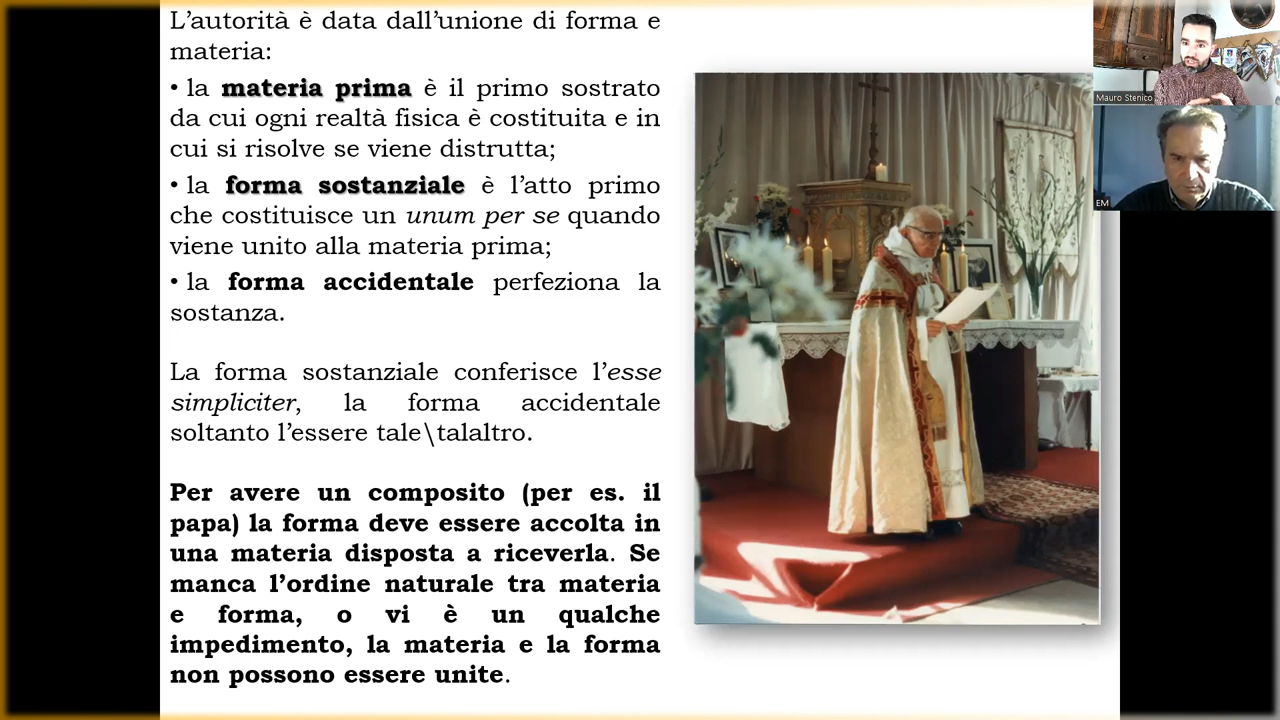 L’autorità è data dall’unione di forma e
materia:
• la materia prima è il primo sostrato
da cui ogni realtà fisica è costituita e in
cui si risolve se viene distrutta;
• la forma sostanziale è l’atto primo
che costituisce un unum per se quando
viene unito alla materia prima;
• la forma accidentale perfeziona la
sostanza.
La forma sostanziale conferisce l’esse
simpliciter, la forma accidentale
soltanto l’essere tale\talaltro.
Per avere un composito (per es. il
papa) la forma deve essere accolta in
una materia disposta a riceverla. Se
manca l’ordine naturale tra materia
e forma, o vi è un qualche
impedimento, la materia e la forma
non possono essere unite.
Mauro Stenico
EM